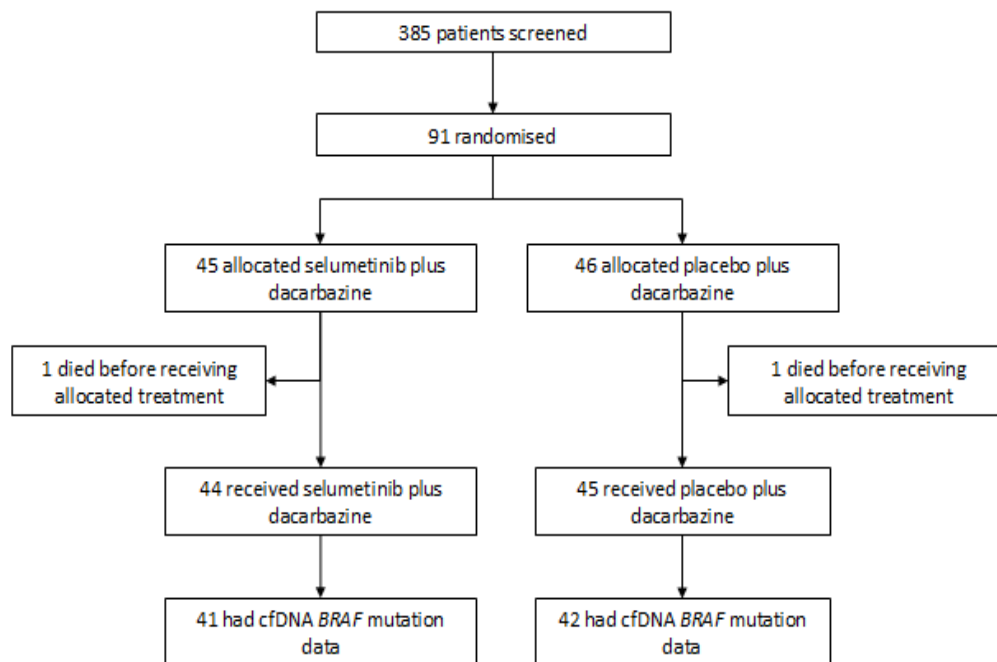 385 patients screened
91 randomised
45 allocated selumetinib plus
dacarbazine
46 allocated placebo plus
dacarbazine
1 died before receiving
allocated treatment
1 died before receiving
allocated treatment
44 received selumetinib plus
dacarbazine
45 received placebo plus
dacarbazine
41 had cfDNA BRAF mutation
data
42 had cfDNA BRAF mutation
data